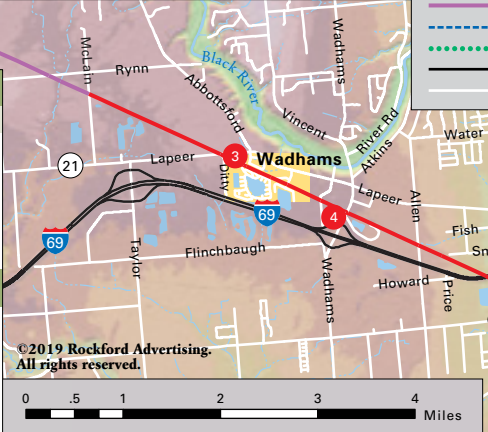 McLain
Rynn
Abbottsford
Black River
Vincent
Wadhams
River Rd
Atkins
Water
21
Lapeer
3
Wadhams
Ditty
69
Lapeer
Allen
4
69
Fish
Sn
Taylor
Flinchbaugh
Wadhams
Howard
Price
©2019 Rockford Advertising.
All rights reserved.
0 .5 1 2 3 4 Miles